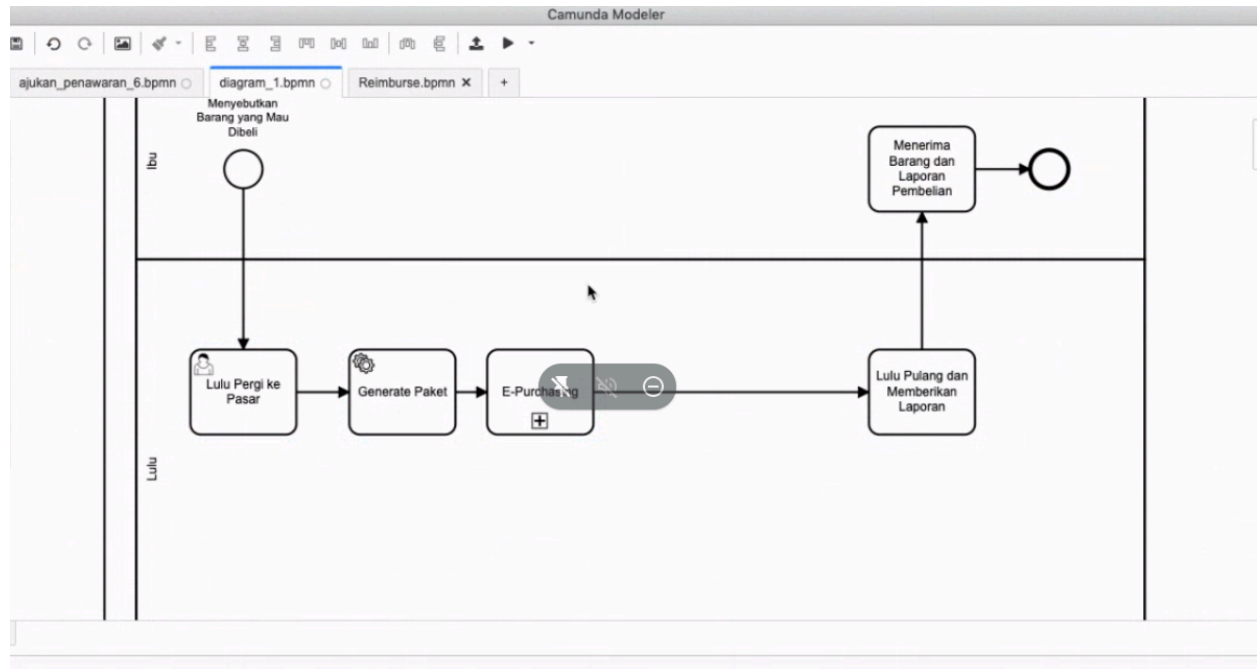 Camunda Modeler
ajukan_penawaran_6.bpmn
diagram_1.bpmn
Reimburse.bpmn
+
Menyebutkan
Barang yang Mau
Dibeli
Ibu
Menerima
Barang dan
Laporan
Pembelian
Lulu Pergi ke
Pasar
Generate Paket
E-Purchasing
Lulu Pulang dan
Memberikan
Laporan
Lulu